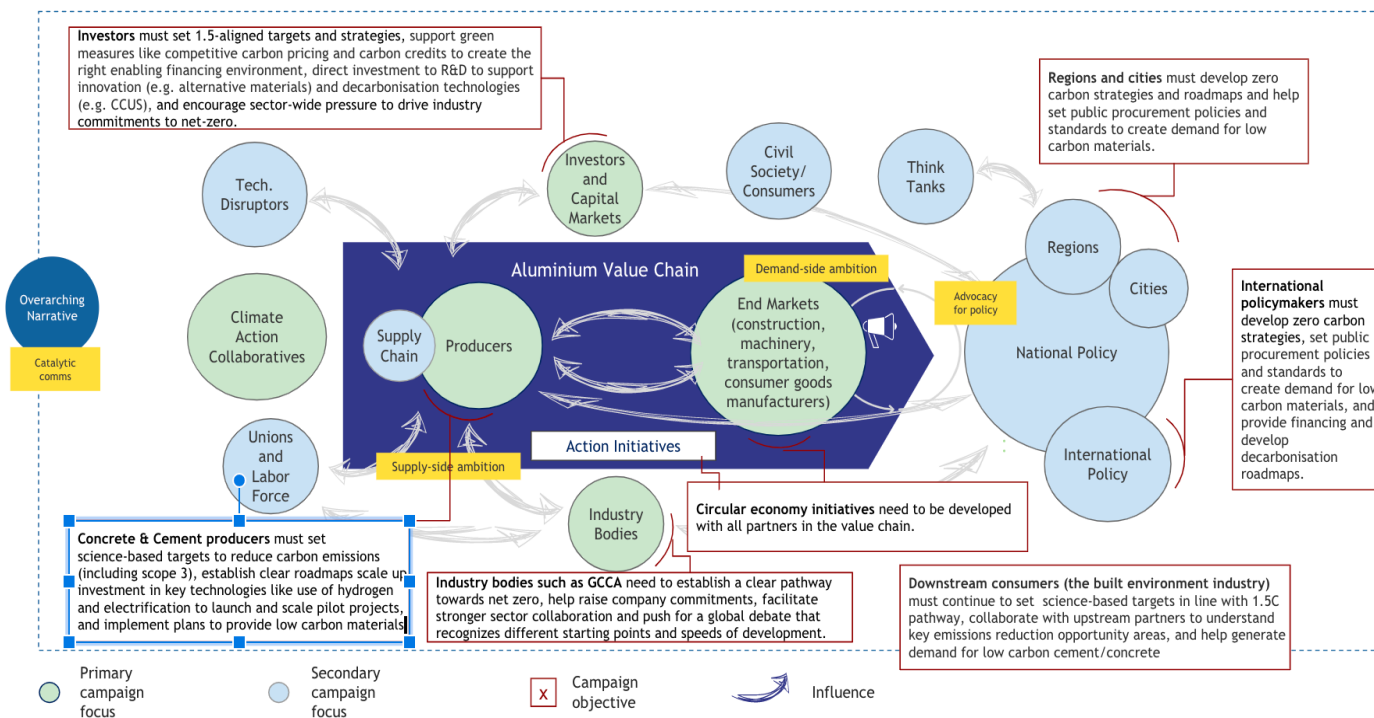 Investors must set 1.5-aligned targets and strategies, support green
measures like competitive carbon pricing and carbon credits to create the
right enabling financing environment, direct investment to R&D to support
innovation (e.g. alternative materials) and decarbonisation technologies
(e.g. CCUS), and encourage sector-wide pressure to drive industry
commitments to net-zero.
Regions and cities must develop zero
carbon strategies and roadmaps and help
set public procurement policies and
standards to create demand for low
carbon materials.
Tech.
Disruptors
Investors
and
Capital
Markets
Civil
Society/
Consumers
Think
Tanks
Regions
Cities
Aluminium Value Chain
Demand-side ambition
Advocacy
for policy
Overarching
Narrative
Catalytic
comms
Climate
Action
Collaboratives
Supply
Chain
Producers
End Markets
(construction,
machinery,
transportation,
consumer goods
manufacturers)
National Policy
International
policymakers must
develop zero carbon
strategies, set public
procurement policies
and standards to
create demand for low
carbon materials, and
provide financing and
develop
decarbonisation
roadmaps.
Action Initiatives
Unions
and
Labor
Force
Supply-side ambition
International
Policy
Industry
Bodies
Circular economy initiatives need to be developed
with all partners in the value chain.
Concrete & Cement producers must set
science-based targets to reduce carbon emissions
(including scope 3), establish clear roadmaps scale up
investment in key technologies like use of hydrogen
and electrification to launch and scale pilot projects,
and implement plans to provide low carbon materials
Industry bodies such as GCCA need to establish a clear pathway
towards net zero, help raise company commitments, facilitate
stronger sector collaboration and push for a global debate that
recognizes different starting points and speeds of development.
Downstream consumers (the built environment industry)
must continue to set science-based targets in line with 1.5C
pathway, collaborate with upstream partners to understand
key emissions reduction opportunity areas, and help generate
demand for low carbon cement/concrete
Primary
campaign
focus
Secondary
campaign
focus
x
Campaign
objective
Influence